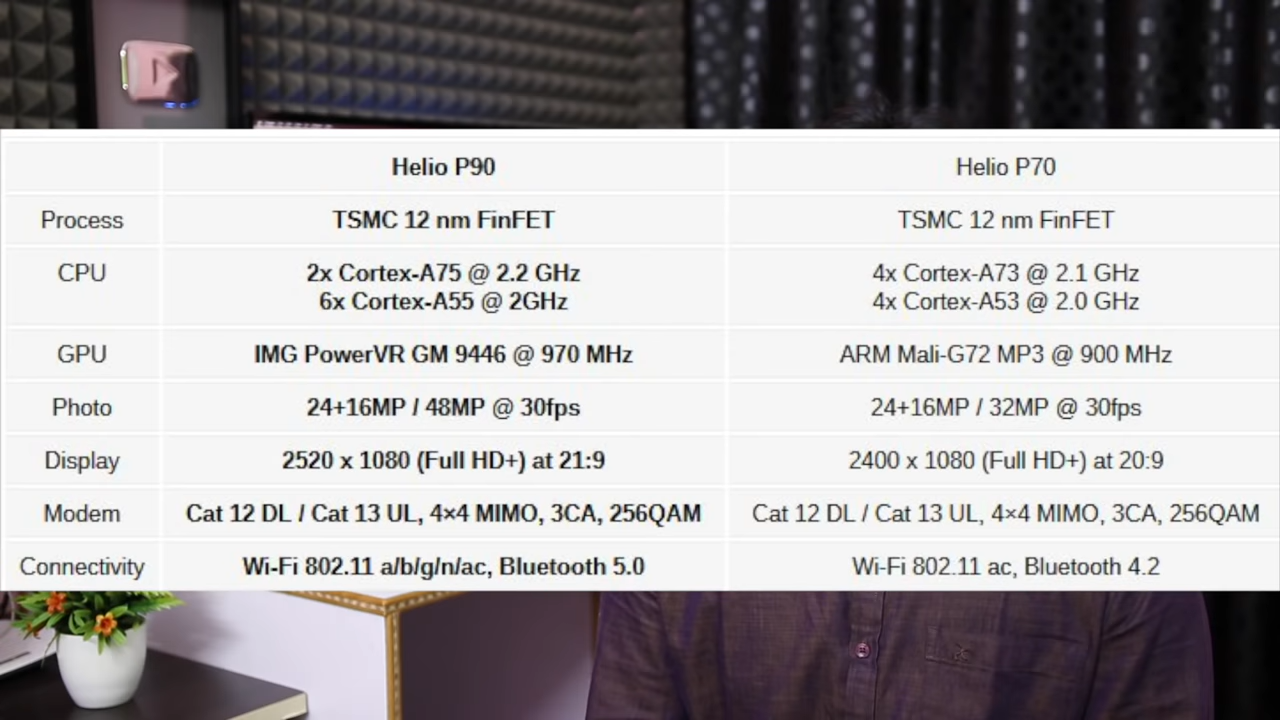 Helio P90 Helio P70
Process TSMC 12 nm FinFET TSMC 12 nm FinFET
CPU 2x Cortex-A75 @ 2.2 GHz 4x Cortex-A73 @ 2.1 GHz
6x Cortex-A55 @ 2GHz 4x Cortex-A53 @ 2.0 GHz
GPU IMG PowerVR GM 9446 @ 970 MHz ARM Mali-G72 MP3 @ 900 MHz
Photo 24+16MP / 48MP @ 30fps 24+16MP / 32MP @ 30fps
Display 2520 x 1080 (Full HD+) at 21:9 2400 x 1080 (Full HD+) at 20:9
Modem Cat 12 DL / Cat 13 UL, 4×4 MIMO, 3CA, 256QAM Cat 12 DL / Cat 13 UL, 4×4 MIMO, 3CA, 256QAM
Connectivity Wi-Fi 802.11 a/b/g/n/ac, Bluetooth 5.0 Wi-Fi 802.11 ac, Bluetooth 4.2